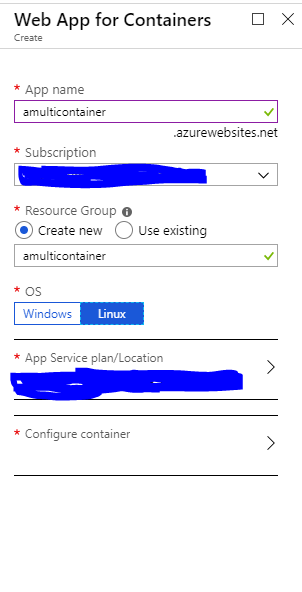 Web App for Containers
Create
* App name
amulticontainer
.azurewebsites.net
* Subscription
* Resource Group
Create new Use existing
amulticontainer
* OS
Windows Linux
* App Service plan/Location
* Configure container